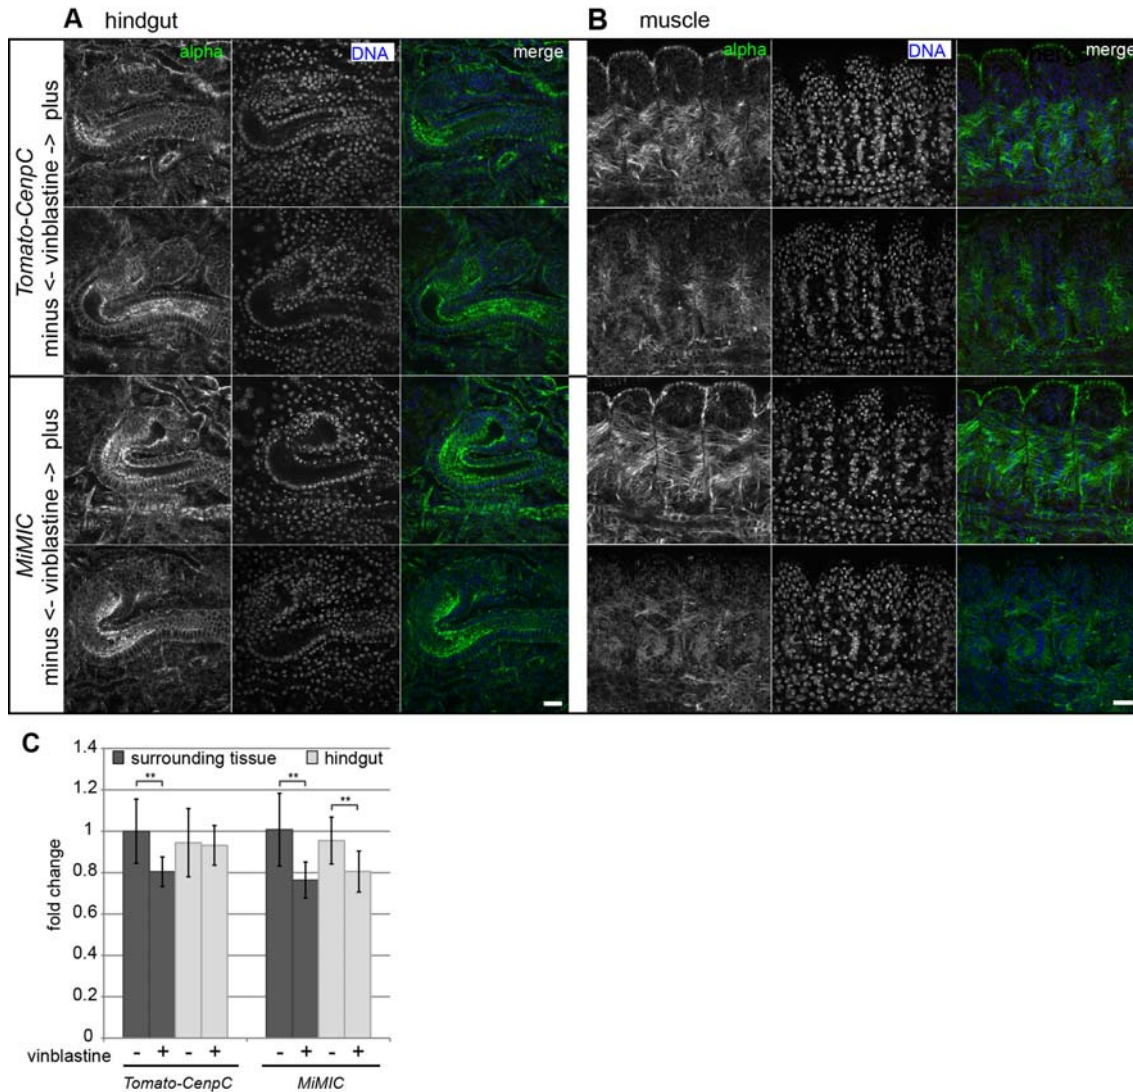 A hindgut
B muscle
alpha
DNA
merge
alpha
DNA
merge
Tomato-CenpC
minus <- vinblastine -> plus
MiMIC
minus <- vinblastine -> plus
C
1.4
surrounding tissue
hindgut
1.2
**
**
**
1
0.8
0.6
0.4
0.2
0
fold change
vinblastine - + - + - + - +
Tomato-CenpC
MiMIC